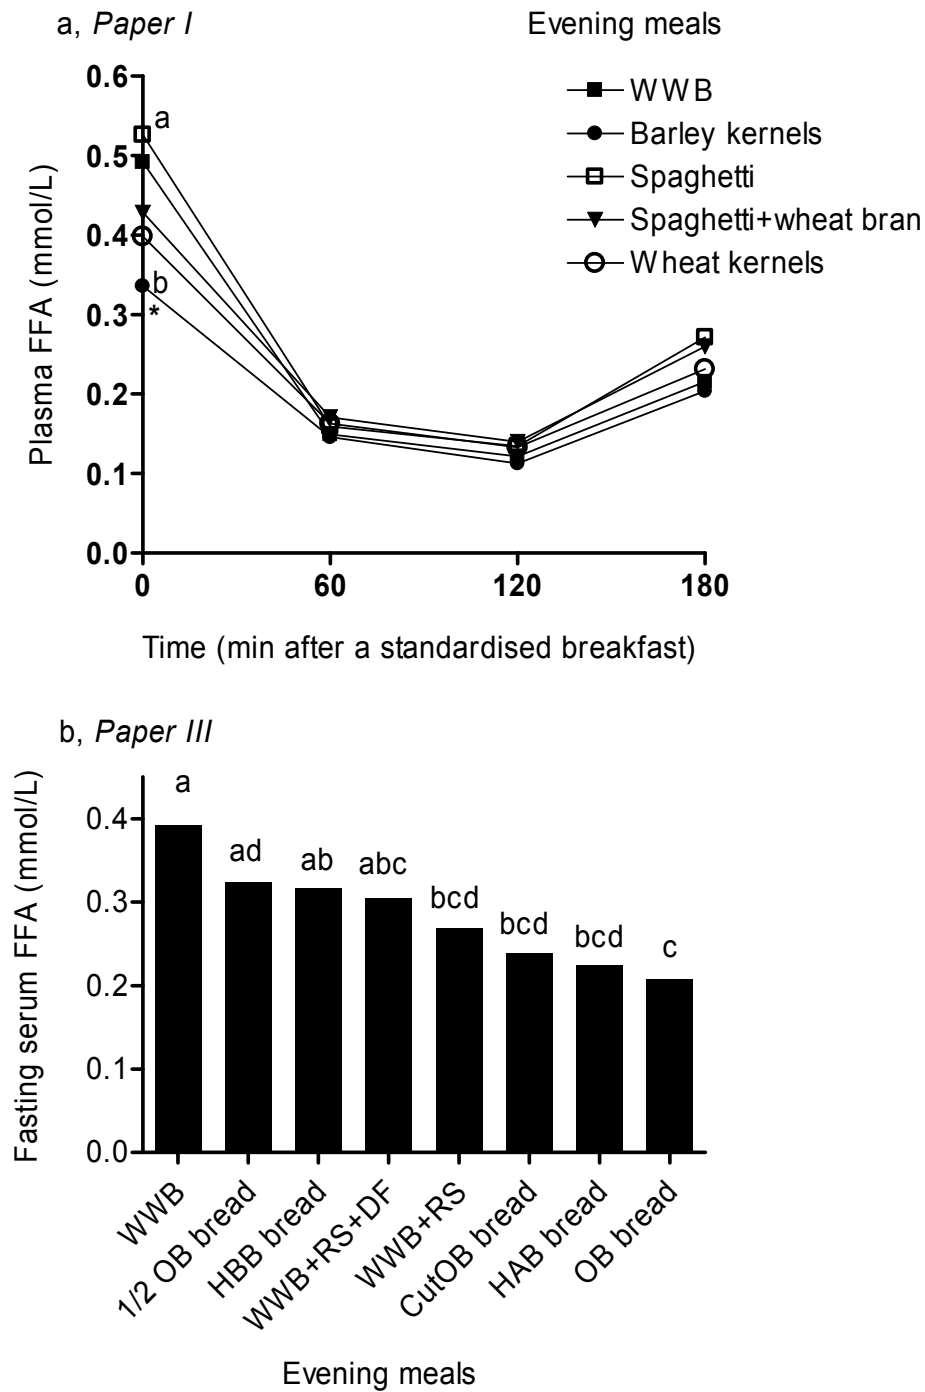 a, Paper I
Evening meals
WWB
Barley kernels
Spaghetti
Spaghetti+wheat bran
Wheat kernels
Plasma FFA (mmol/L)
0.6
0.5
0.4
0.3
0.2
0.1
0.0
a
b
*
0 60 120 180
Time (min after a standardised breakfast)
b, Paper III
Fasting serum FFA (mmol/L)
0.4
0.3
0.2
0.1
0.0
a ad ab abc bcd bcd bcd c
WWB
1/2 OB bread
HBB bread
WWB+RS+DF
WWB+RS
CutOB bread
HAB bread
OB bread
Evening meals